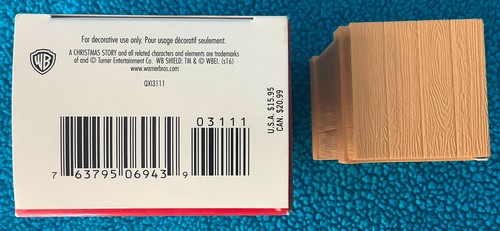 For decorative use only. Pour usage décoratif seulement.
A CHRISTMAS STORY and all related characters and elements are trademarks
of and © Turner Entertainment Co. WB SHIELD: TM & © WBEI. (s16)
www.warnerbros.com
WB
QXI3111
U.S.A. $15.95
CAN. $20.99
03111
7 63795 06943 9